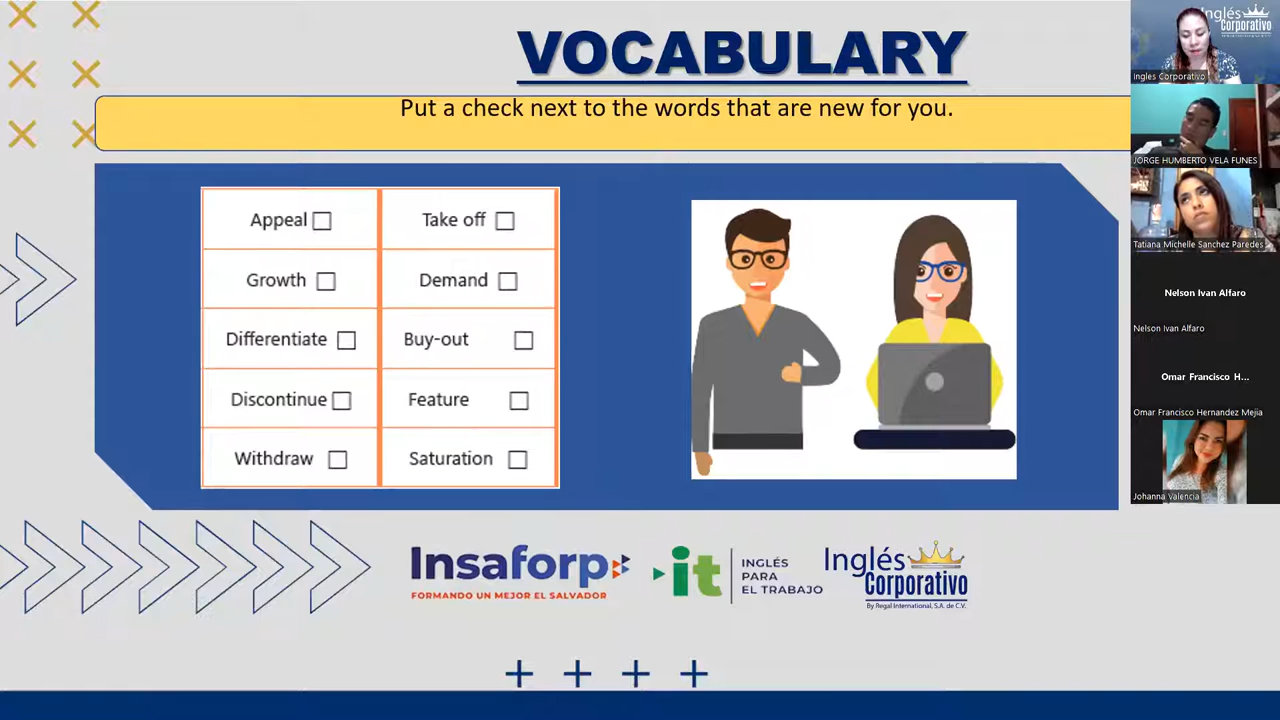 VOCABULARY
Put a check next to the words that are new for you.
Appeal
Take off
Growth
Demand
Differentiate
Buy-out
Discontinue
Feature
Withdraw
Saturation
Insaforp
FORMANDO UN MEJOR EL SALVADOR
it
INGLÉS
PARA
EL TRABAJO
Inglés
Corporativo
By Regal International, S.A. de C.V.
Inglés
Corporativo
Ingles Corporativo
JORGE HUMBERTO VELA FUNES
Tatiana Michelle Sanchez Paredes
Nelson Ivan Alfaro
Nelson Ivan Alfaro
Omar Francisco H...
Omar Francisco Hernandez Mejia
Johanna Valencia